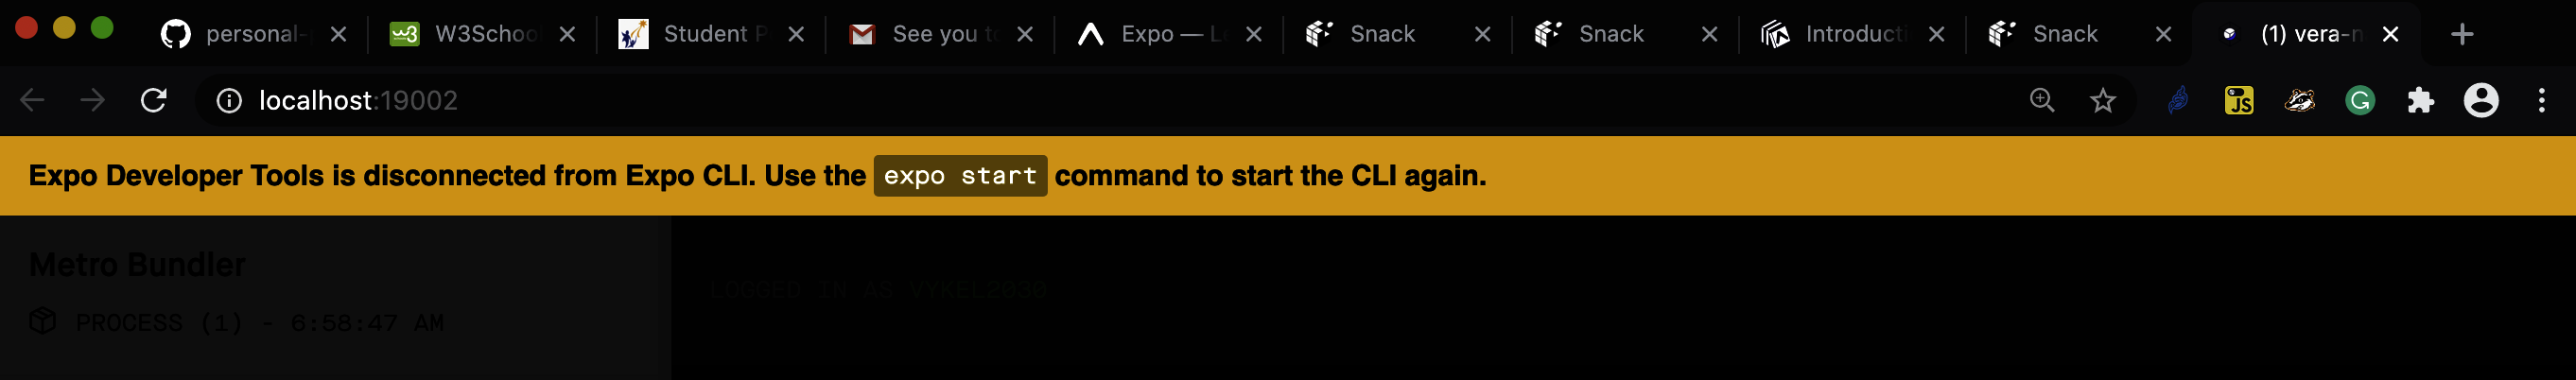 personal-
W3Schoo
Student P
See you to
Expo — L
Snack
Snack
Introducti
Snack
(1) vera-n
localhost:19002
JS
G
Expo Developer Tools is disconnected from Expo CLI. Use the expo start command to start the CLI again.
Metro Bundler
LOGGED IN AS VYKEL2030
PROCESS (1) - 6:58:47 AM